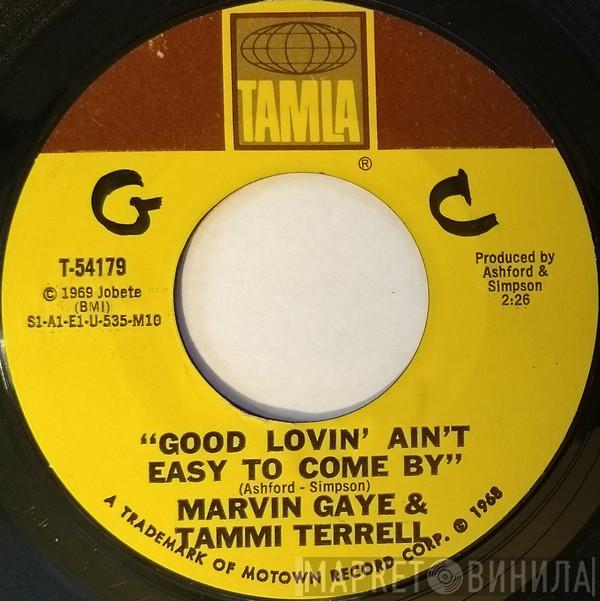 TAMLA
®
G C
T-54179
© 1969 Jobete
(BMI)
S1-A1-E1-U-535-M10
Produced by
Ashford &
Simpson
2:26
"GOOD LOVIN' AIN'T
EASY TO COME BY"
(Ashford - Simpson)
MARVIN GAYE &
TAMMI TERRELL
A TRADEMARK OF MOTOWN RECORD CORP. © 1968
МАРКЕТ ВИНИЛА